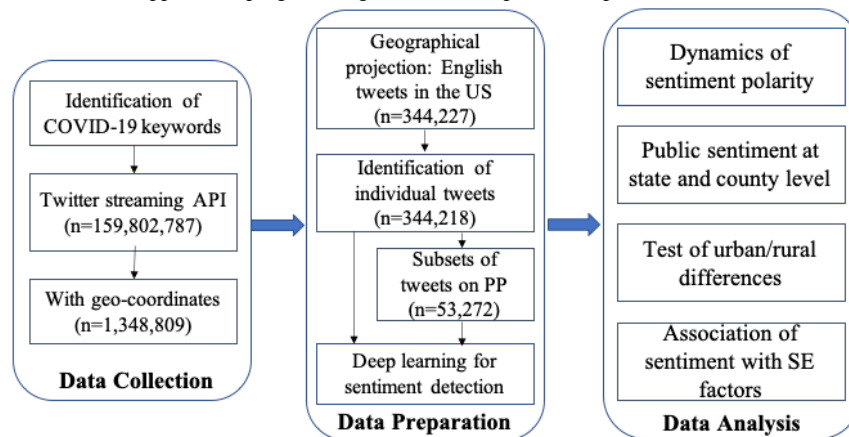 Identification of
COVID-19 keywords
Twitter streaming API
(n=159,802,787)
With geo-coordinates
(n=1,348,809)
Data Collection
Geographical
projection: English
tweets in the US
(n=344,227)
Identification of
individual tweets
(n=344,218)
Subsets of
tweets on PP
(n=53,272)
Deep learning for
sentiment detection
Data Preparation
Dynamics of
sentiment polarity
Public sentiment at
state and county level
Test of urban/rural
differences
Association of
sentiment with SE
factors
Data Analysis